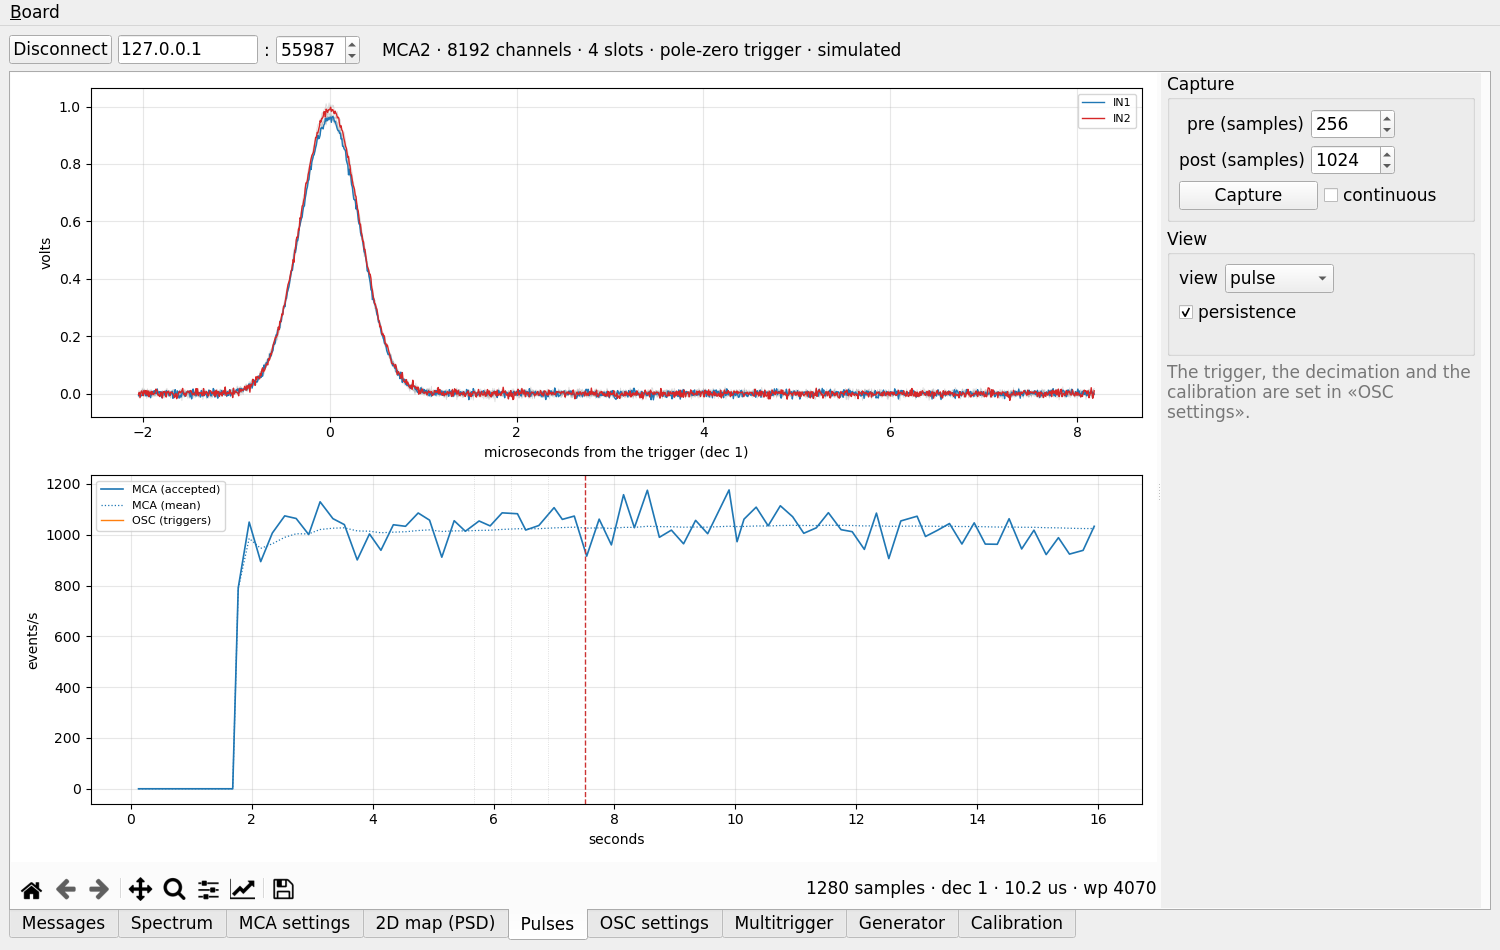 Board
Disconnect 127.0.0.1 : 55987 MCA2 · 8192 channels · 4 slots · pole-zero trigger · simulated
1.0
0.8
0.6
0.4
0.2
0.0
volts
IN1
IN2
−2 0 2 4 6 8
microseconds from the trigger (dec 1)
1200
1000
800
600
400
200
0
events/s
MCA (accepted)
MCA (mean)
OSC (triggers)
0 2 4 6 8 10 12 14 16
seconds
Capture
pre (samples) 256
post (samples) 1024
Capture continuous
View
view pulse
persistence
The trigger, the decimation and the
calibration are set in «OSC
settings».
1280 samples · dec 1 · 10.2 us · wp 4070
Messages Spectrum MCA settings 2D map (PSD) Pulses OSC settings Multitrigger Generator Calibration